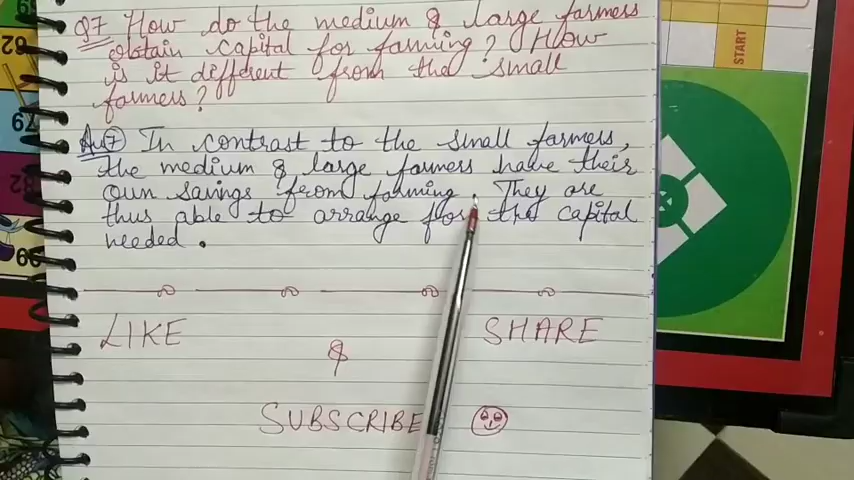 Q7 How do the medium & large farmers
obtain capital for farming? How
is it different from the small
farmers?
Ans7 In contrast to the small farmers,
the medium & large farmers have their
own savings from farming. They are
thus able to arrange for the capital
needed.
LIKE
&
SHARE
SUBSCRIBE
START